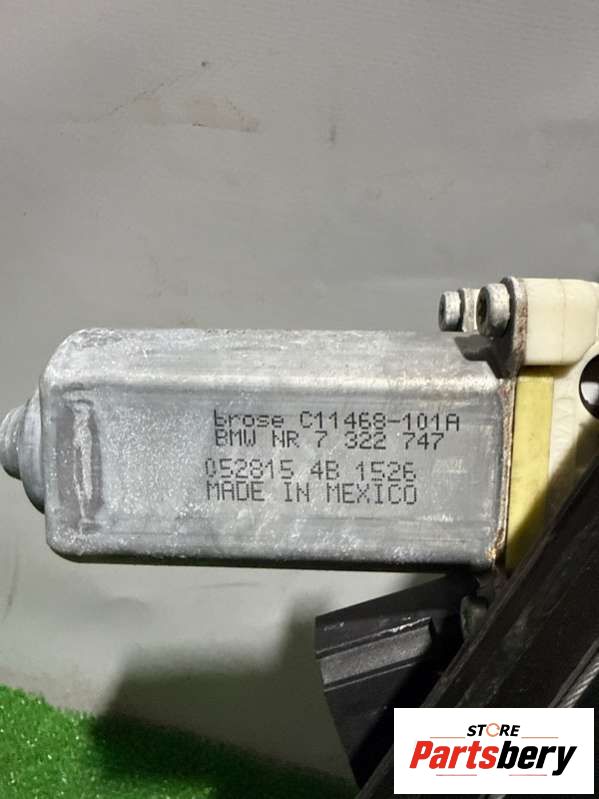 brose C11468-101A
BMW NR 7 322 747
052815 4B 1526
MADE IN MEXICO
STORE
Partsbery